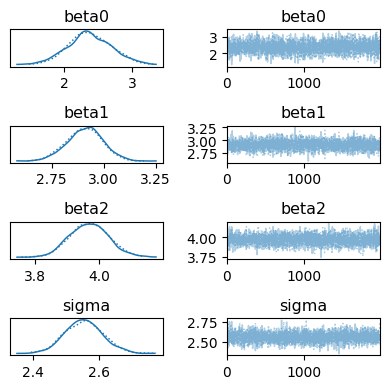 beta0 beta0
3
2
2 3 0 1000
beta1 beta1
3.25
3.00
2.75
2.75 3.00 3.25 0 1000
beta2 beta2
4.00
3.75
3.8 4.0 0 1000
sigma sigma
2.75
2.50
2.4 2.6 0 1000